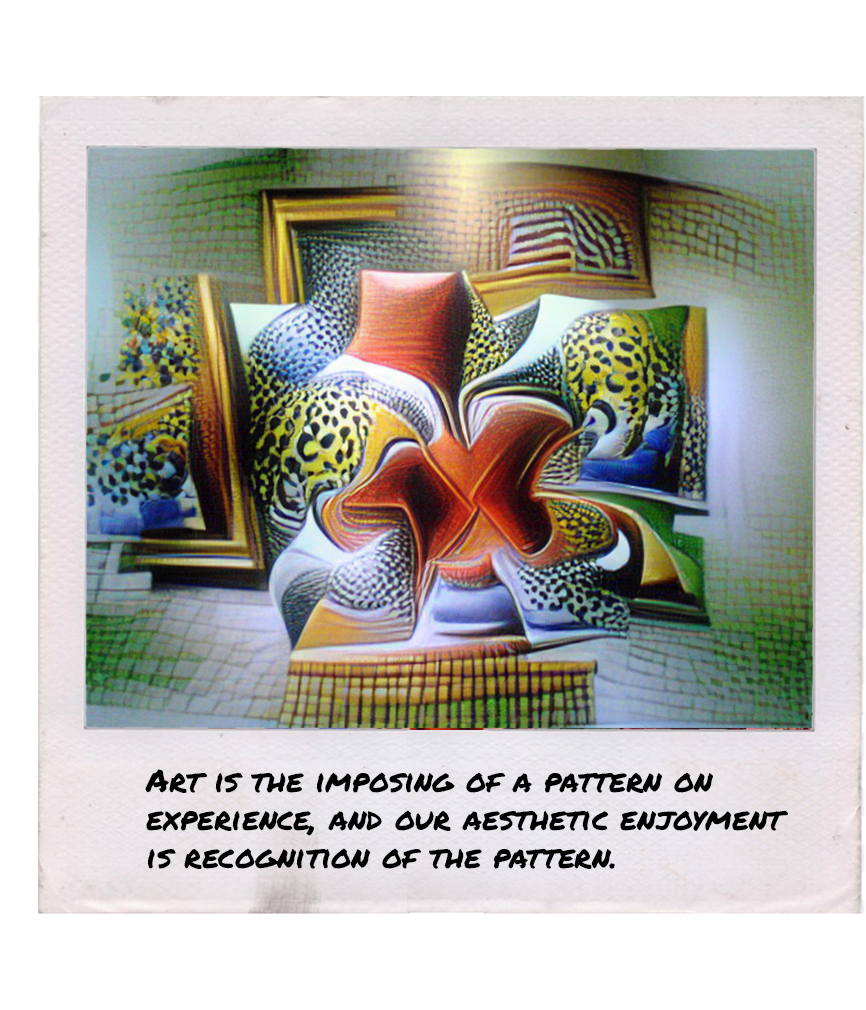 Art is the imposing of a pattern on
experience, and our aesthetic enjoyment
is recognition of the pattern.